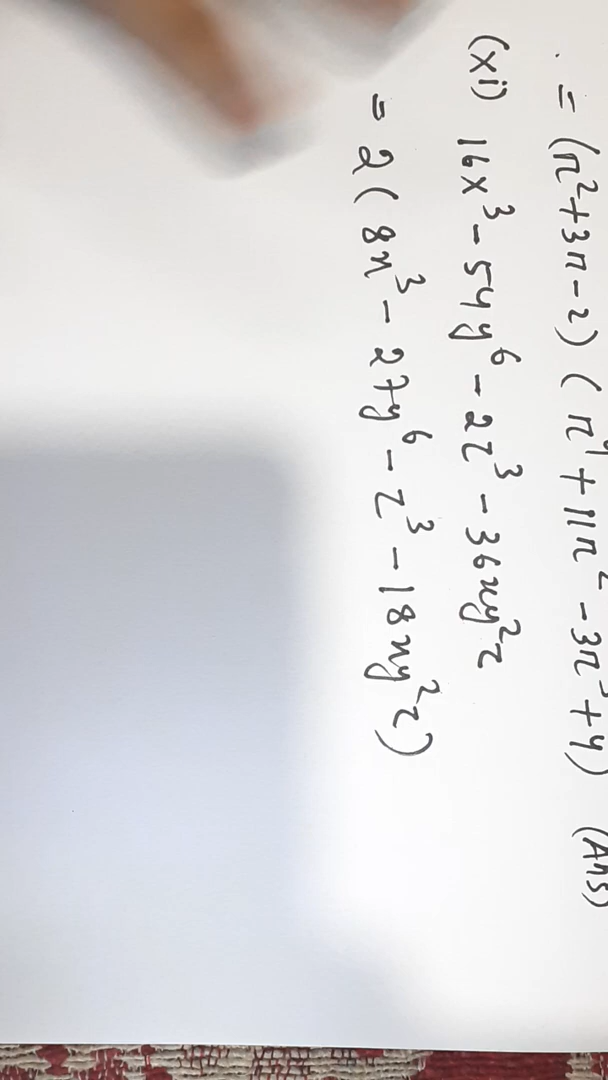 . = (x²+3x-2) (x⁴+11x²-3x³+4) (Ans)
(xi) 16x³-54y⁶-2z³-36xy²z
= 2(8x³-27y⁶-z³-18xy²z)